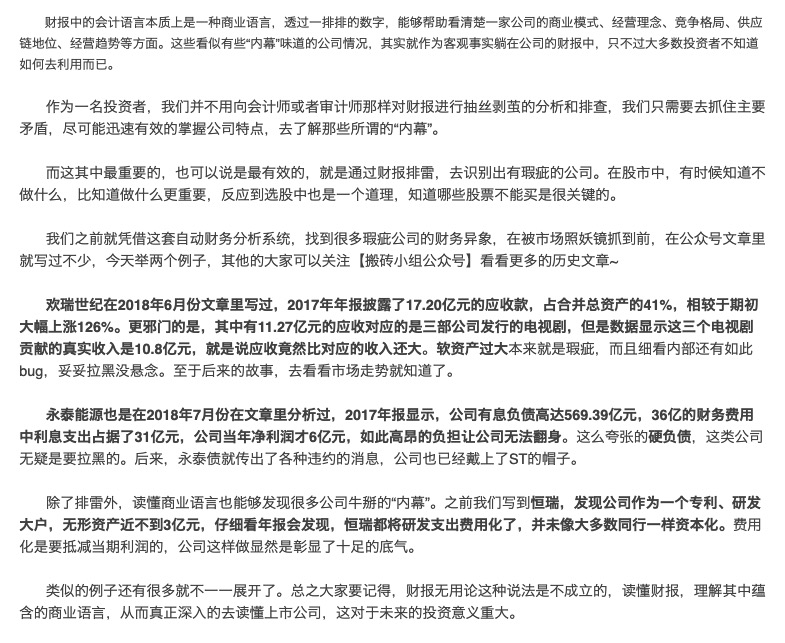 财报中的会计语言本质上是一种商业语言，透过一排排的数字，能够帮助看清楚一家公司的商业模式、经营理念、竞争格局、供应
链地位、经营趋势等方面。这些看似有些“内幕”味道的公司情况，其实就作为客观事实躺在公司的财报中，只不过大多数投资者不知道
如何去利用而已。
作为一名投资者，我们并不用向会计师或者审计师那样对财报进行抽丝剥茧的分析和排查，我们只需要去抓住主要
矛盾，尽可能迅速有效的掌握公司特点，去了解那些所谓的“内幕”。
而这其中最重要的，也可以说是最有效的，就是通过财报排雷，去识别出有瑕疵的公司。在股市中，有时候知道不
做什么，比知道做什么更重要，反应到选股中也是一个道理，知道哪些股票不能买是很关键的。
我们之前就凭借这套自动财务分析系统，找到很多瑕疵公司的财务异象，在被市场照妖镜抓到前，在公众号文章里
就写过不少，今天举两个例子，其他的大家可以关注【搬砖小组公众号】看看更多的历史文章~
欢瑞世纪在2018年6月份文章里写过，2017年年报披露了17.20亿元的应收款，占合并总资产的41%，相较于期初
大幅上涨126%。更邪门的是，其中有11.27亿元的应收对应的是三部公司发行的电视剧，但是数据显示这三个电视剧
贡献的真实收入是10.8亿元，就是说应收竟然比对应的收入还大。软资产过大本来就是瑕疵，而且细看内部还有如此
bug，妥妥拉黑没悬念。至于后来的故事，去看看市场走势就知道了。
永泰能源也是在2018年7月份在文章里分析过，2017年报显示，公司有息负债高达569.39亿元，36亿的财务费用
中利息支出占据了31亿元，公司当年净利润才6亿元，如此高昂的负担让公司无法翻身。这么夸张的硬负债，这类公司
无疑是要拉黑的。后来，永泰债就传出了各种违约的消息，公司也已经戴上了ST的帽子。
除了排雷外，读懂商业语言也能够发现很多公司牛掰的“内幕”。之前我们写到恒瑞，发现公司作为一个专利、研发
大户，无形资产近不到3亿元，仔细看年报会发现，恒瑞都将研发支出费用化了，并未像大多数同行一样资本化。费用
化是要抵减当期利润的，公司这样做显然是彰显了十足的底气。
类似的例子还有很多就不一一展开了。总之大家要记得，财报无用论这种说法是不成立的，读懂财报，理解其中蕴
含的商业语言，从而真正深入的去读懂上市公司，这对于未来的投资意义重大。